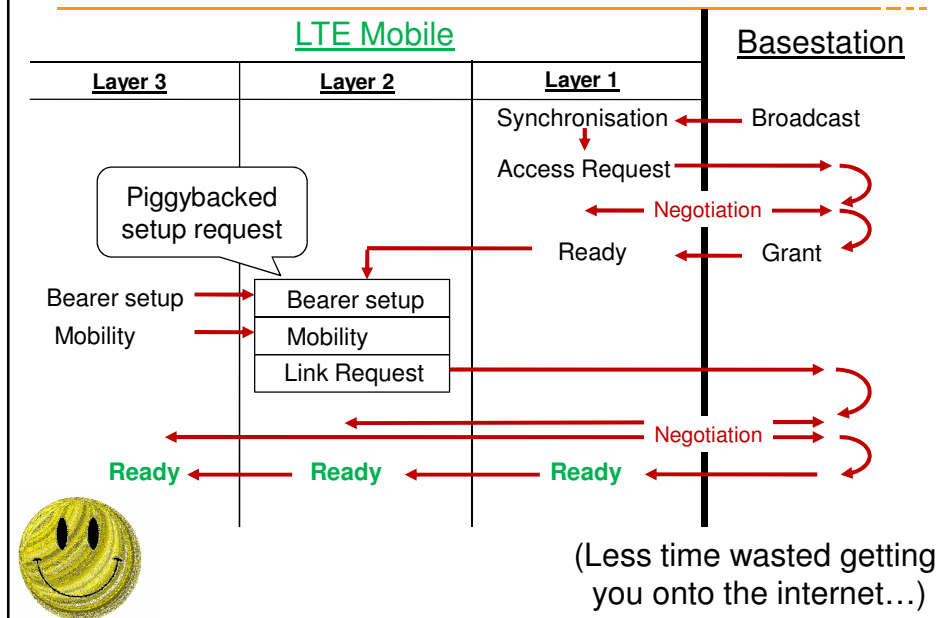 LTE Mobile
Basestation
Layer 3
Layer 2
Layer 1
Synchronisation
Broadcast
Access Request
Piggybacked
setup request
Negotiation
Ready
Grant
Bearer setup
Bearer setup
Mobility
Mobility
Link Request
Negotiation
Ready
Ready
Ready
(Less time wasted getting
you onto the internet…)